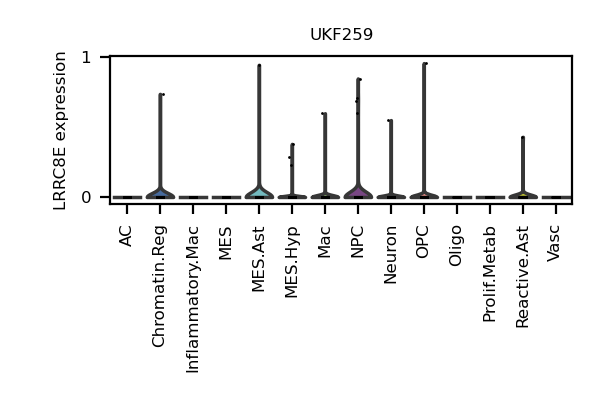 UKF259
LRRC8E expression
1
0
AC
Chromatin.Reg
Inflammatory.Mac
MES
MES.Ast
MES.Hyp
Mac
NPC
Neuron
OPC
Oligo
Prolif.Metab
Reactive.Ast
Vasc